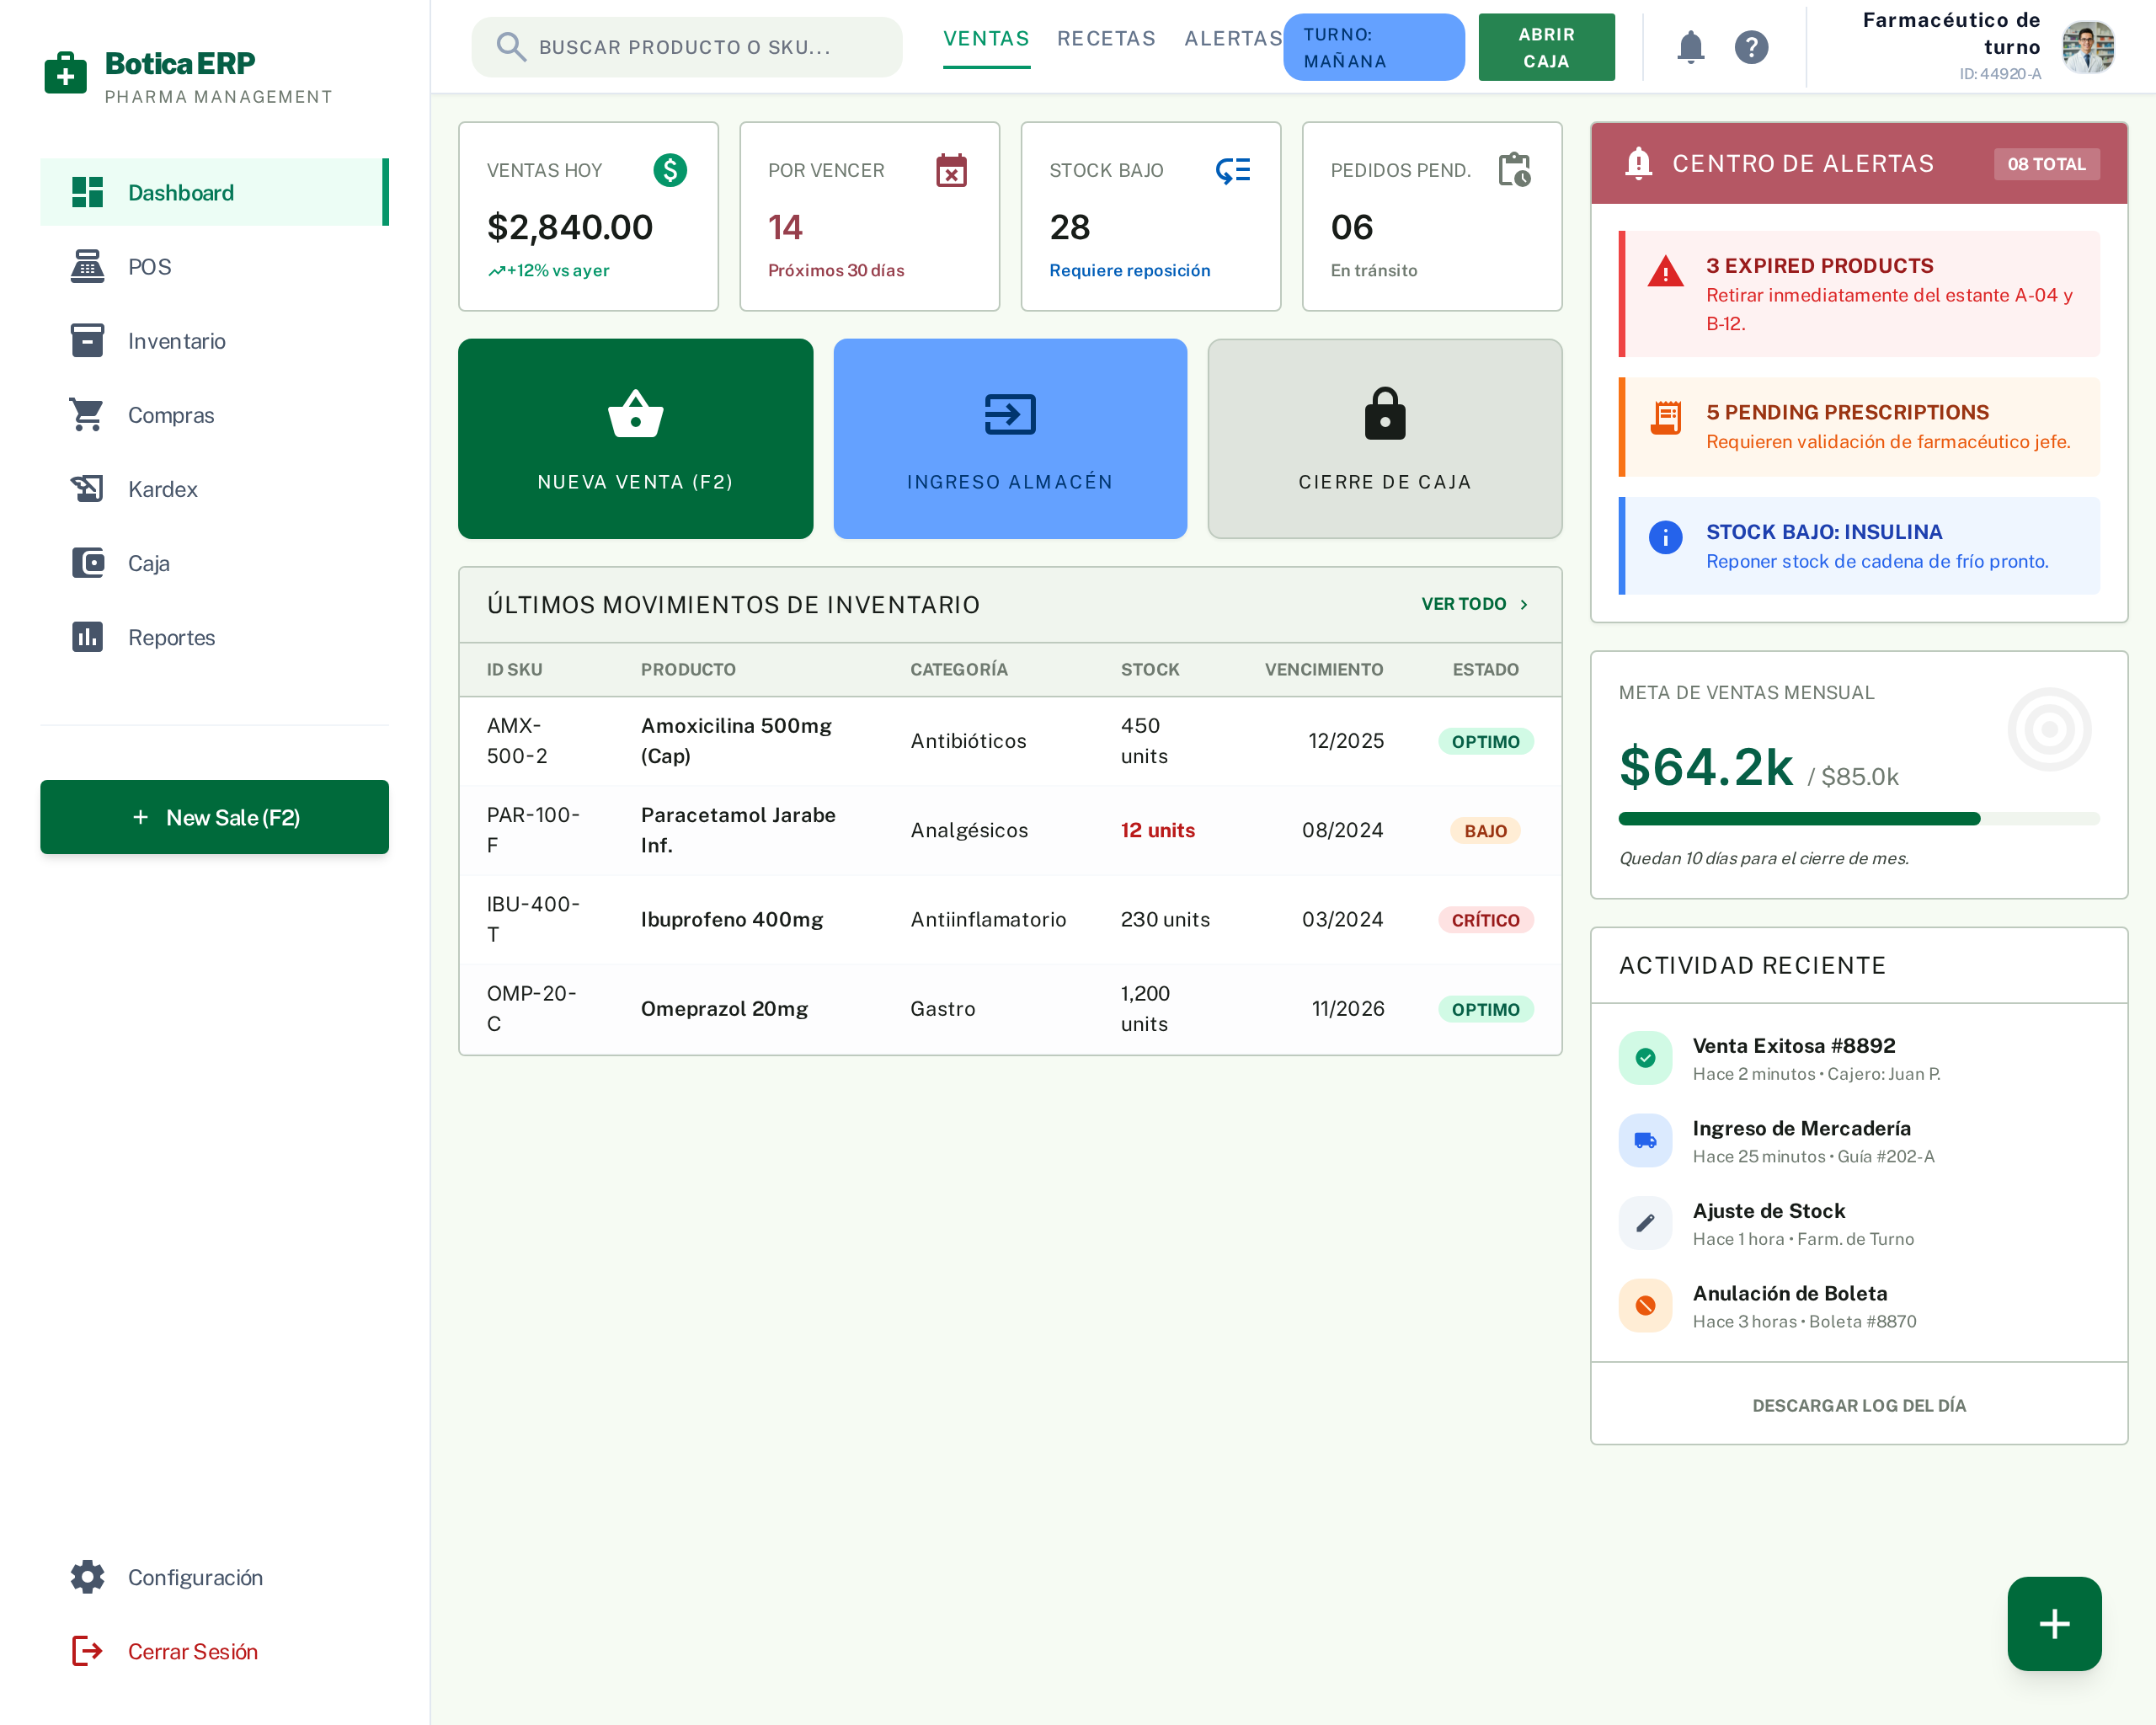 Botica ERP
PHARMA MANAGEMENT
Dashboard
POS
Inventario
Compras
Kardex
Caja
Reportes
New Sale (F2)
Configuración
Cerrar Sesión
BUSCAR PRODUCTO O SKU...
VENTAS
RECETAS
ALERTAS
TURNO:
MAÑANA
ABRIR
CAJA
Farmacéutico de
turno
ID: 44920-A
VENTAS HOY
$2,840.00
+12% vs ayer
POR VENCER
14
Próximos 30 días
STOCK BAJO
28
Requiere reposición
PEDIDOS PEND.
06
En tránsito
NUEVA VENTA (F2)
INGRESO ALMACÉN
CIERRE DE CAJA
ÚLTIMOS MOVIMIENTOS DE INVENTARIO
VER TODO
ID SKU PRODUCTO CATEGORÍA STOCK VENCIMIENTO ESTADO
AMX-
500-2
Amoxicilina 500mg
(Cap)
Antibióticos
450
units
12/2025
OPTIMO
PAR-100-
F
Paracetamol Jarabe
Inf.
Analgésicos
12 units
08/2024
BAJO
IBU-400-
T
Ibuprofeno 400mg
Antiinflamatorio
230 units
03/2024
CRÍTICO
OMP-20-
C
Omeprazol 20mg
Gastro
1,200
units
11/2026
OPTIMO
CENTRO DE ALERTAS
08 TOTAL
3 EXPIRED PRODUCTS
Retirar inmediatamente del estante A-04 y
B-12.
5 PENDING PRESCRIPTIONS
Requieren validación de farmacéutico jefe.
STOCK BAJO: INSULINA
Reponer stock de cadena de frío pronto.
META DE VENTAS MENSUAL
$64.2k / $85.0k
Quedan 10 días para el cierre de mes.
ACTIVIDAD RECIENTE
Venta Exitosa #8892
Hace 2 minutos • Cajero: Juan P.
Ingreso de Mercadería
Hace 25 minutos • Guía #202-A
Ajuste de Stock
Hace 1 hora • Farm. de Turno
Anulación de Boleta
Hace 3 horas • Boleta #8870
DESCARGAR LOG DEL DÍA